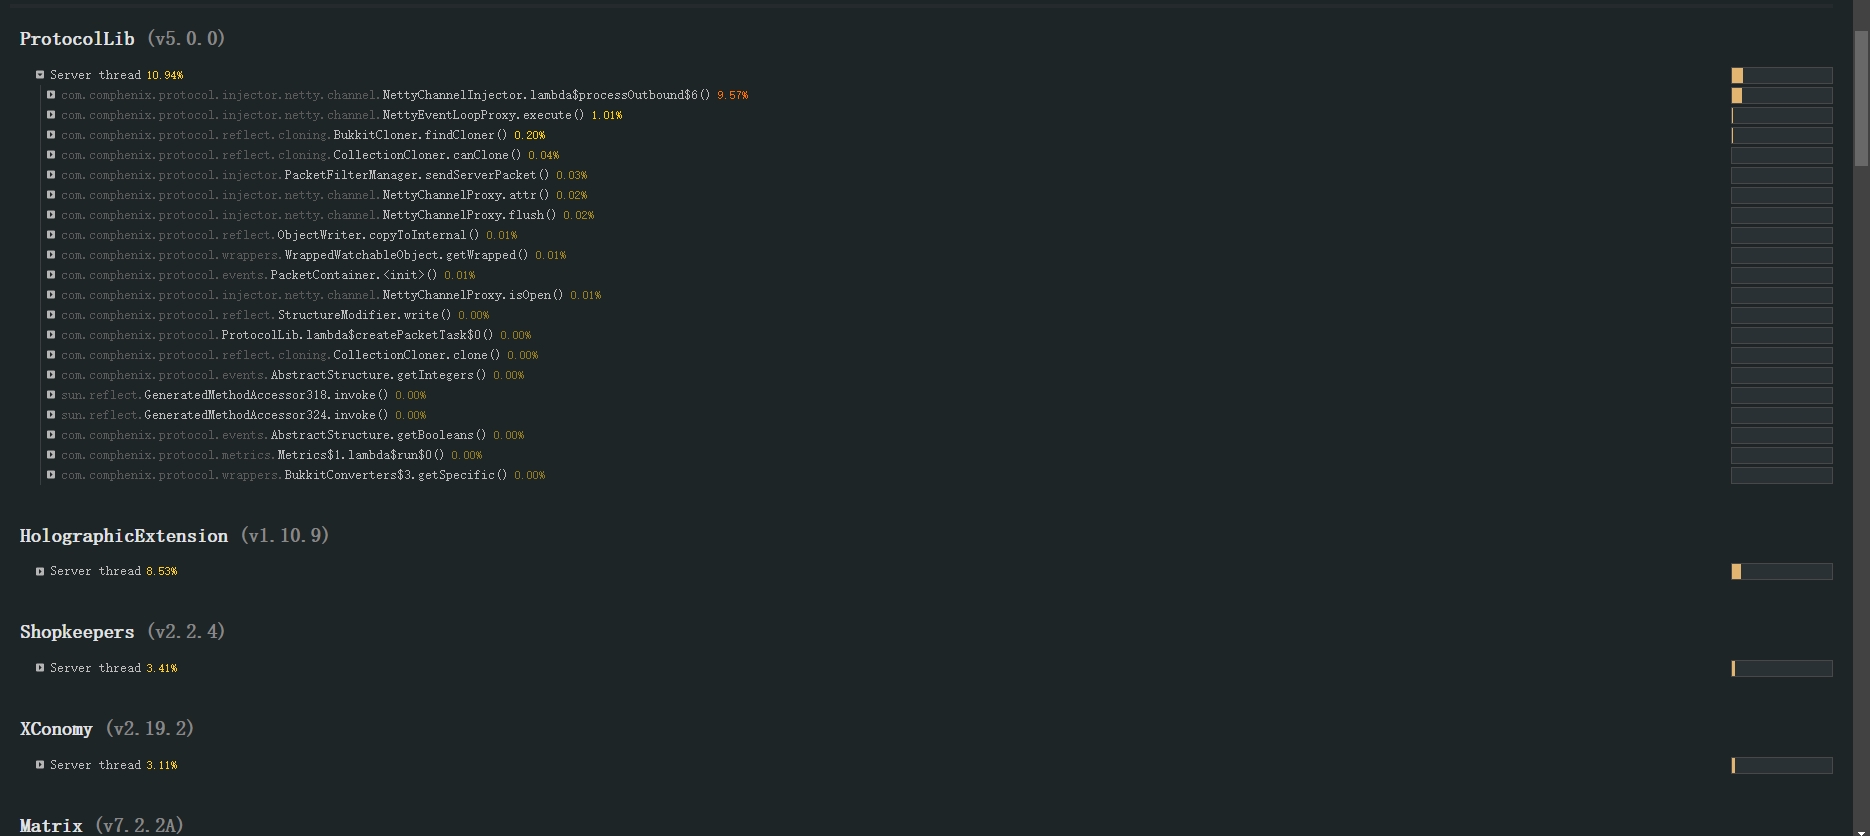 ProtocolLib (v5.0.0)
Server thread 10.94%
com.comphenix.protocol.injector.netty.channel.NettyChannelInjector.lambda$processOutbound$6() 9.57%
com.comphenix.protocol.injector.netty.channel.NettyEventLoopProxy.execute() 1.01%
com.comphenix.protocol.reflect.cloning.BukkitCloner.findCloner() 0.20%
com.comphenix.protocol.reflect.cloning.CollectionCloner.canClone() 0.04%
com.comphenix.protocol.injector.PacketFilterManager.sendServerPacket() 0.03%
com.comphenix.protocol.injector.netty.channel.NettyChannelProxy.attr() 0.02%
com.comphenix.protocol.injector.netty.channel.NettyChannelProxy.flush() 0.02%
com.comphenix.protocol.reflect.ObjectWriter.copyToInternal() 0.01%
com.comphenix.protocol.wrappers.WrappedWatchableObject.getWrapped() 0.01%
com.comphenix.protocol.events.PacketContainer.<init>() 0.01%
com.comphenix.protocol.injector.netty.channel.NettyChannelProxy.isOpen() 0.01%
com.comphenix.protocol.reflect.StructureModifier.write() 0.00%
com.comphenix.protocol.ProtocolLib.lambda$createPacketTask$0() 0.00%
com.comphenix.protocol.reflect.cloning.CollectionCloner.clone() 0.00%
com.comphenix.protocol.events.AbstractStructure.getIntegers() 0.00%
sun.reflect.GeneratedMethodAccessor318.invoke() 0.00%
sun.reflect.GeneratedMethodAccessor324.invoke() 0.00%
com.comphenix.protocol.events.AbstractStructure.getBooleans() 0.00%
com.comphenix.protocol.metrics.Metrics$1.lambda$run$0() 0.00%
com.comphenix.protocol.wrappers.BukkitConverters$3.getSpecific() 0.00%
HolographicExtension (v1.10.9)
Server thread 8.53%
Shopkeepers (v2.2.4)
Server thread 3.41%
XConomy (v2.19.2)
Server thread 3.11%
Matrix (v7.2.2A)